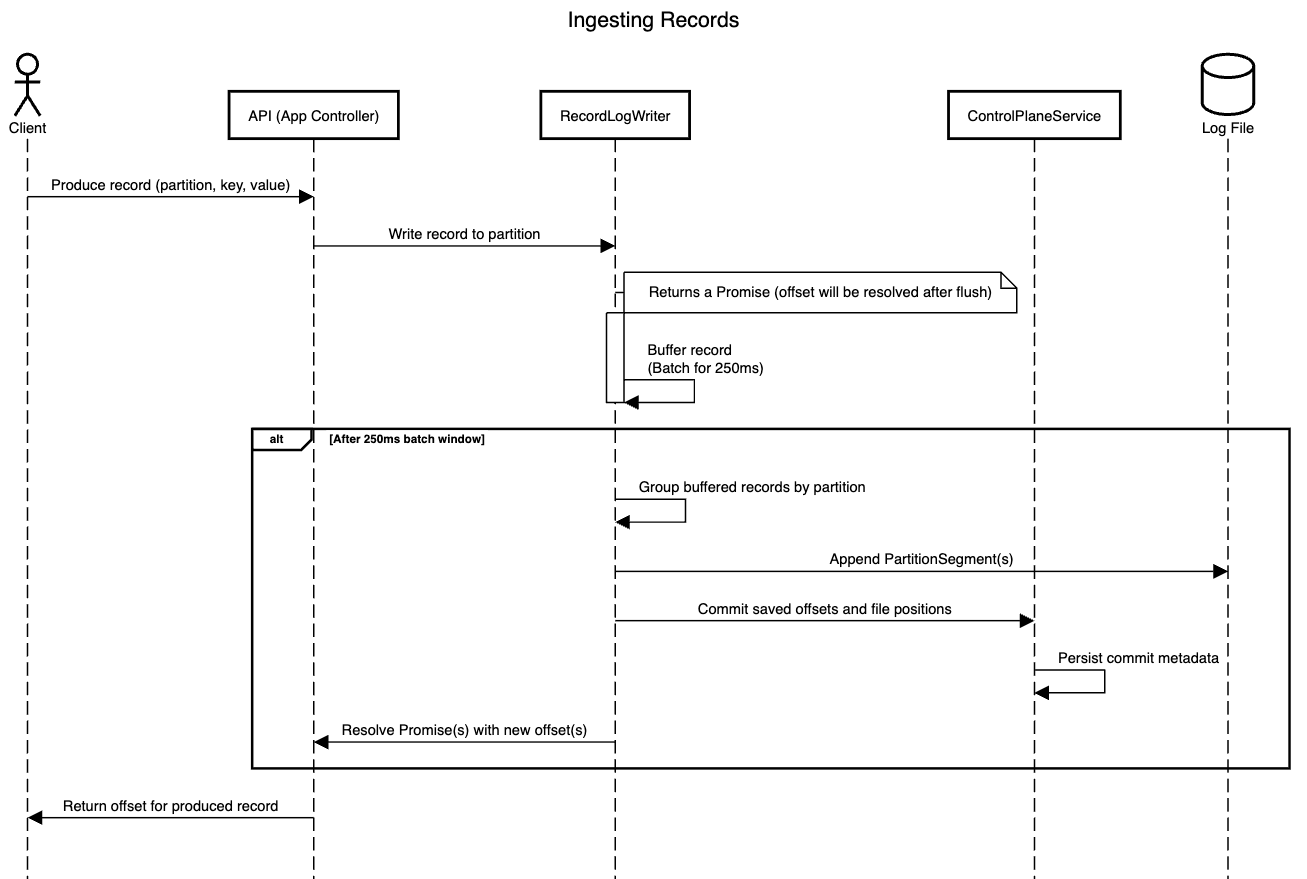 Ingesting Records
Client
API (App Controller)
RecordLogWriter
ControlPlaneService
Log File
Produce record (partition, key, value)
Write record to partition
Returns a Promise (offset will be resolved after flush)
Buffer record
(Batch for 250ms)
alt
[After 250ms batch window]
Group buffered records by partition
Append PartitionSegment(s)
Commit saved offsets and file positions
Persist commit metadata
Resolve Promise(s) with new offset(s)
Return offset for produced record